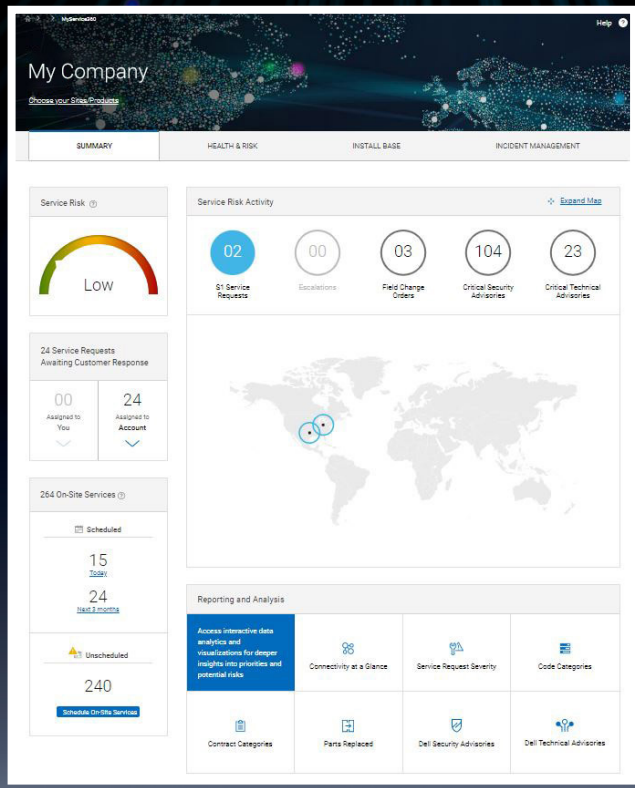 MyService360
Help
My Company
Choose your Sites/Products
SUMMARY
HEALTH & RISK
INSTALL BASE
INCIDENT MANAGEMENT
Service Risk
Low
Service Risk Activity
Expand Map
02
S1 Service
Requests
00
Escalations
03
Field Change
Orders
104
Critical Security
Advisories
23
Critical Technical
Advisories
24 Service Requests
Awaiting Customer Response
00
Assigned to
You
24
Assigned to
Account
264 On-Site Services
Scheduled
15
Today
24
Next 3 months
Unscheduled
240
Schedule On-Site Services
Reporting and Analysis
Access interactive data
analytics and
visualizations for deeper
insights into priorities and
potential risks
Connectivity at a Glance
Service Request Severity
Code Categories
Contract Categories
Parts Replaced
Dell Security Advisories
Dell Technical Advisories